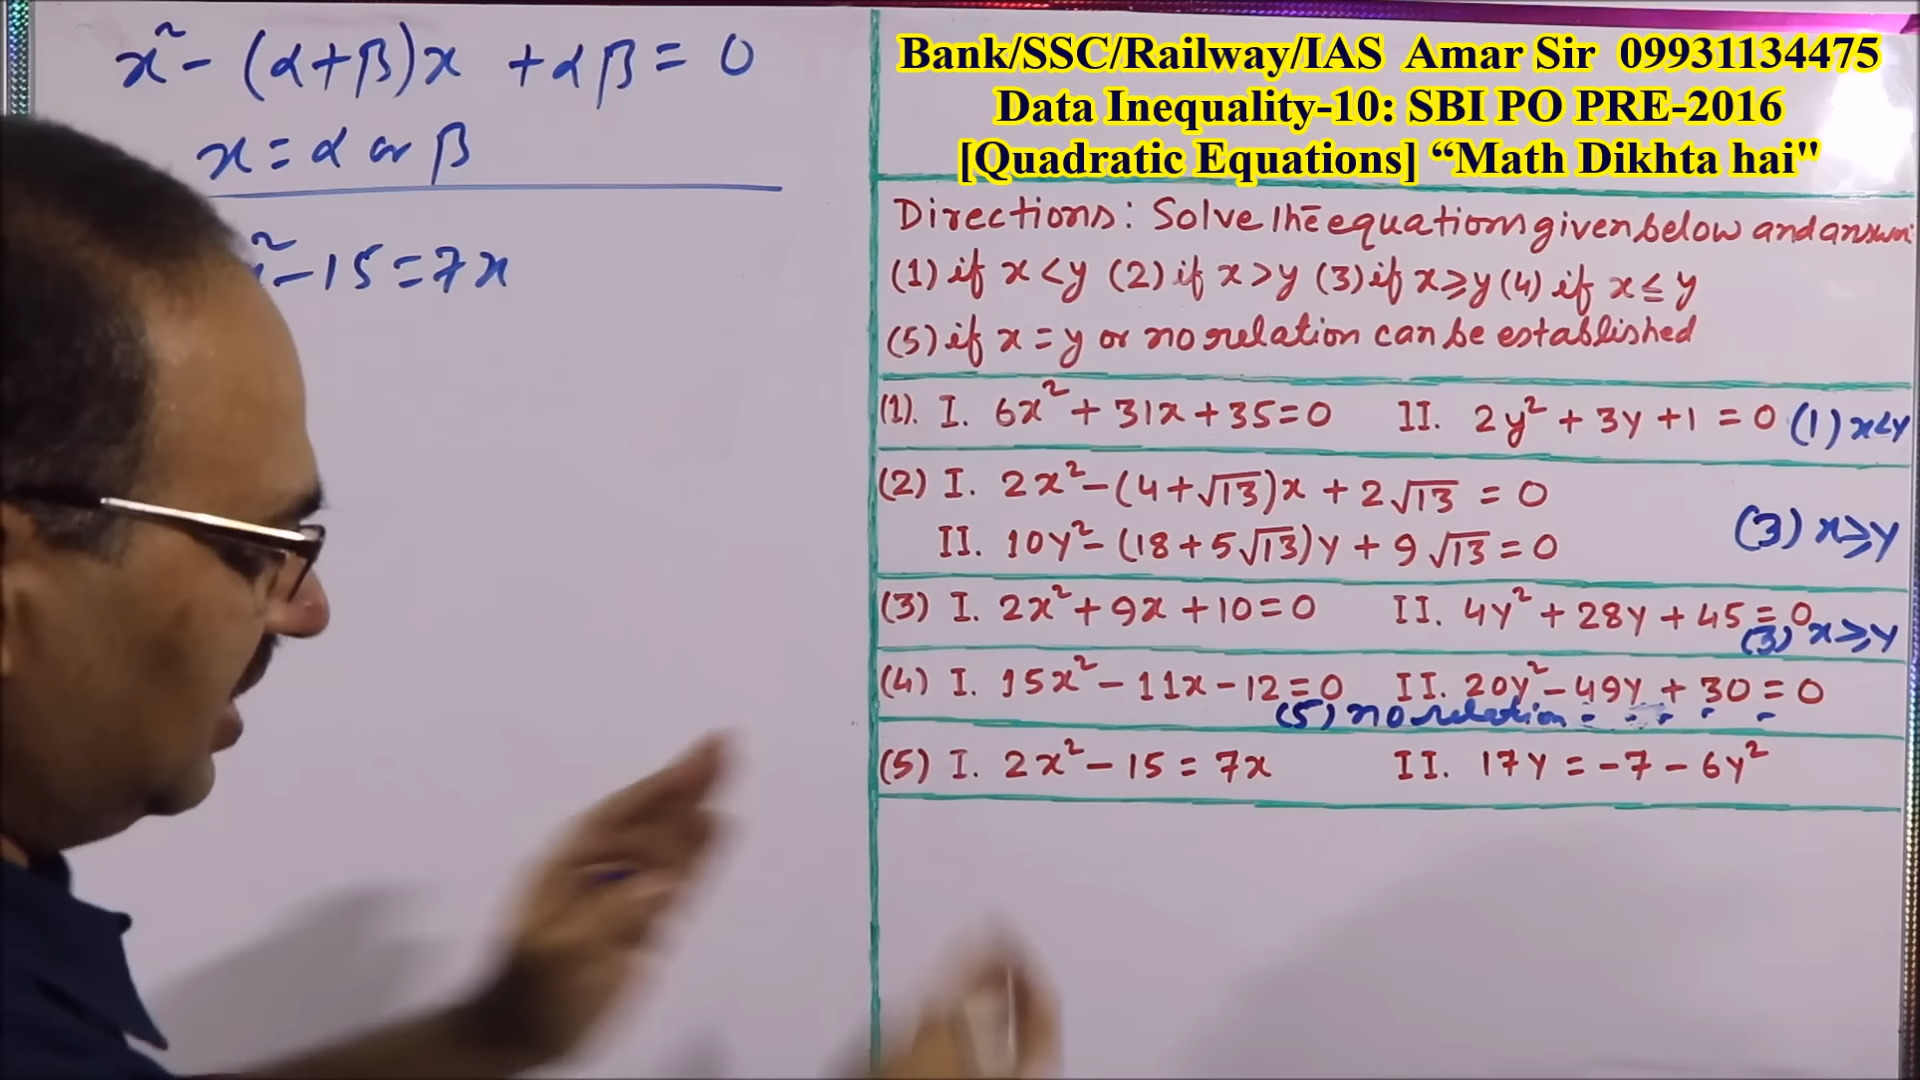 x² - (α+β)x + αβ = 0
x = α or β
² - 15 = 7x
Bank/SSC/Railway/IAS Amar Sir 09931134475
Data Inequality-10: SBI PO PRE-2016
[Quadratic Equations] “Math Dikhta hai"
Directions: Solve the equations given below and answer:
(1) if x < y (2) if x > y (3) if x ≥ y (4) if x ≤ y
(5) if x = y or no relation can be established
(1). I. 6x² + 31x + 35 = 0 II. 2y² + 3y + 1 = 0 (1) x<y
(2) I. 2x² - (4+√13)x + 2√13 = 0
II. 10y² - (18 + 5√13)y + 9√13 = 0 (3) x ≥ y
(3) I. 2x² + 9x + 10 = 0 II. 4y² + 28y + 45 = 0
(3) x ≥ y
(4) I. 15x² - 11x - 12 = 0 II. 20y² - 49y + 30 = 0
(5) no relation - - - - -
(5) I. 2x² - 15 = 7x II. 17y = -7 - 6y²